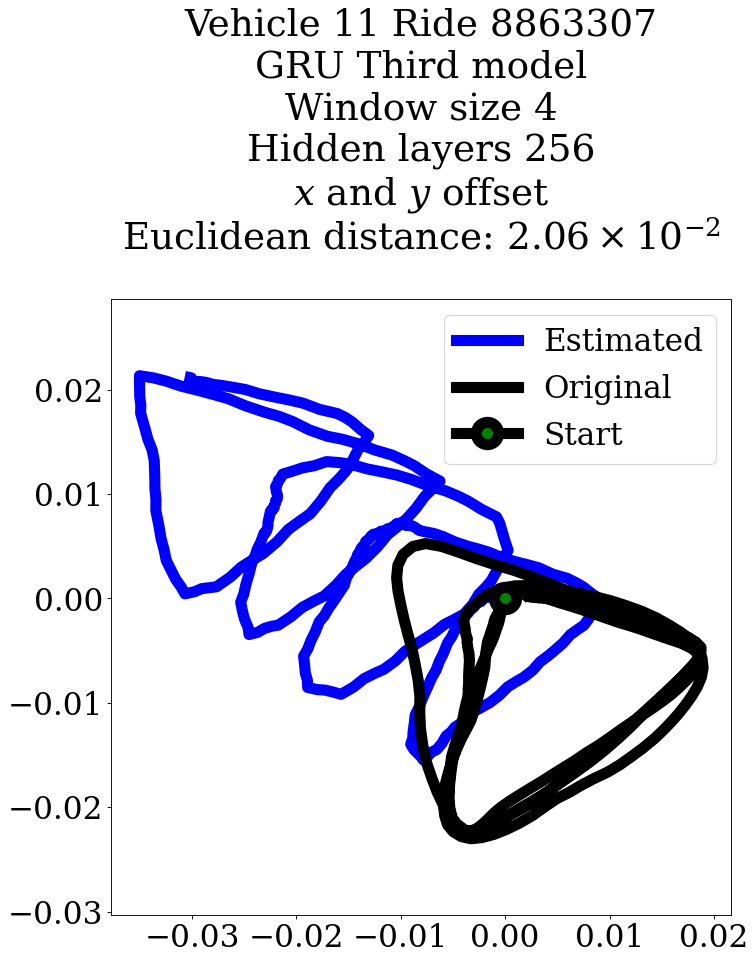 Vehicle 11 Ride 8863307
GRU Third model
Window size 4
Hidden layers 256
x and y offset
Euclidean distance: 2.06 × 10⁻²
Estimated
Original
Start
0.02
0.01
0.00
−0.01
−0.02
−0.03
−0.03 −0.02 −0.01 0.00 0.01 0.02